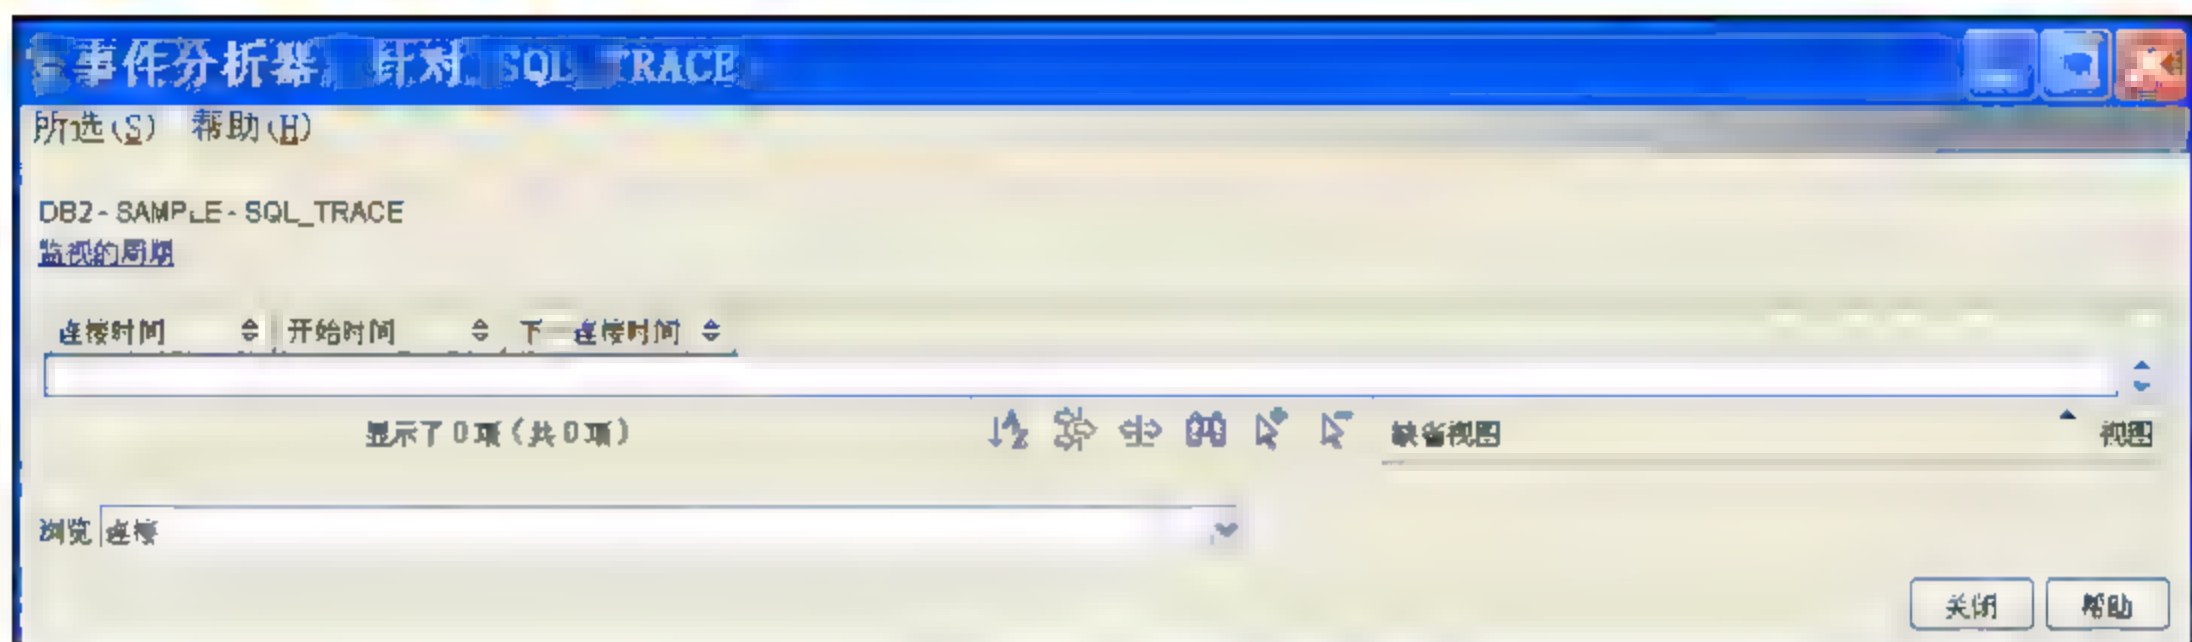 事件分析器 针对 SQL_TRACE
所选(S) 帮助(H)
DB2 - SAMPLE - SQL_TRACE
监视的周期
连接时间 开始时间 下一连接时间
显示了 0 项(共 0 项) 缺省视图 视图
浏览 连接
关闭 帮助